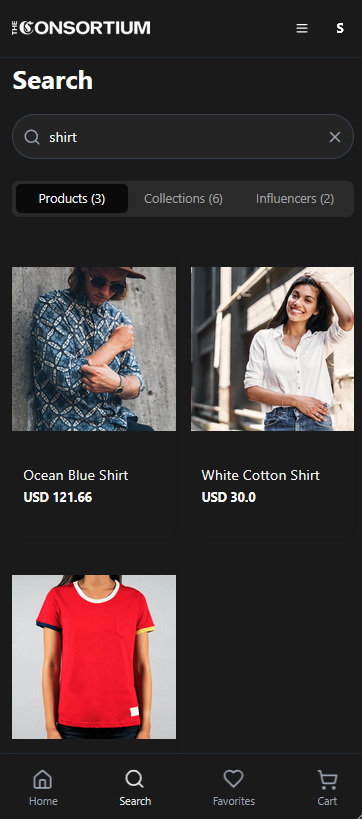 THE CONSORTIUM
S
Search
shirt
Products (3) Collections (6) Influencers (2)
Ocean Blue Shirt White Cotton Shirt
USD 121.66 USD 30.0
Home Search Favorites Cart